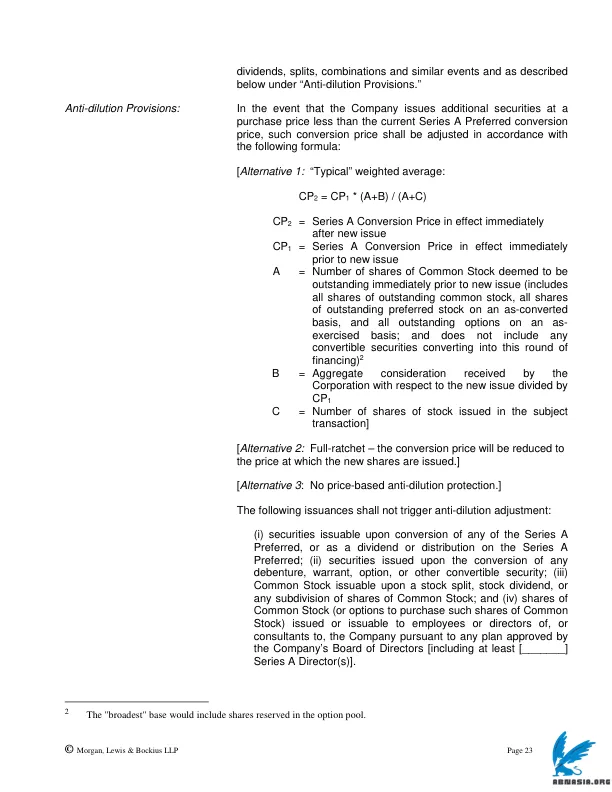 dividends, splits, combinations and similar events and as described
below under “Anti-dilution Provisions.”
Anti-dilution Provisions:
In the event that the Company issues additional securities at a
purchase price less than the current Series A Preferred conversion
price, such conversion price shall be adjusted in accordance with
the following formula:
[Alternative 1:  “Typical” weighted average:
CP2 = CP1 * (A+B) / (A+C)
CP2 = Series A Conversion Price in effect immediately
after new issue
CP1 = Series A Conversion Price in effect immediately
prior to new issue
A = Number of shares of Common Stock deemed to be
outstanding immediately prior to new issue (includes
all shares of outstanding common stock, all shares
of outstanding preferred stock on an as-converted
basis, and all outstanding options on an as-
exercised basis; and does not include any
convertible securities converting into this round of
financing)2
B = Aggregate consideration received by the
Corporation with respect to the new issue divided by
CP1
C = Number of shares of stock issued in the subject
transaction]
[Alternative 2:  Full-ratchet – the conversion price will be reduced to
the price at which the new shares are issued.]
[Alternative 3:  No price-based anti-dilution protection.]
The following issuances shall not trigger anti-dilution adjustment:
(i) securities issuable upon conversion of any of the Series A
Preferred, or as a dividend or distribution on the Series A
Preferred; (ii) securities issued upon the conversion of any
debenture, warrant, option, or other convertible security; (iii)
Common Stock issuable upon a stock split, stock dividend, or
any subdivision of shares of Common Stock; and (iv) shares of
Common Stock (or options to purchase such shares of Common
Stock) issued or issuable to employees or directors of, or
consultants to, the Company pursuant to any plan approved by
the Company’s Board of Directors [including at least [_______]
Series A Director(s)].
2 The "broadest" base would include shares reserved in the option pool.
© Morgan, Lewis & Bockius LLP
Page 23
ABNASIA.ORG